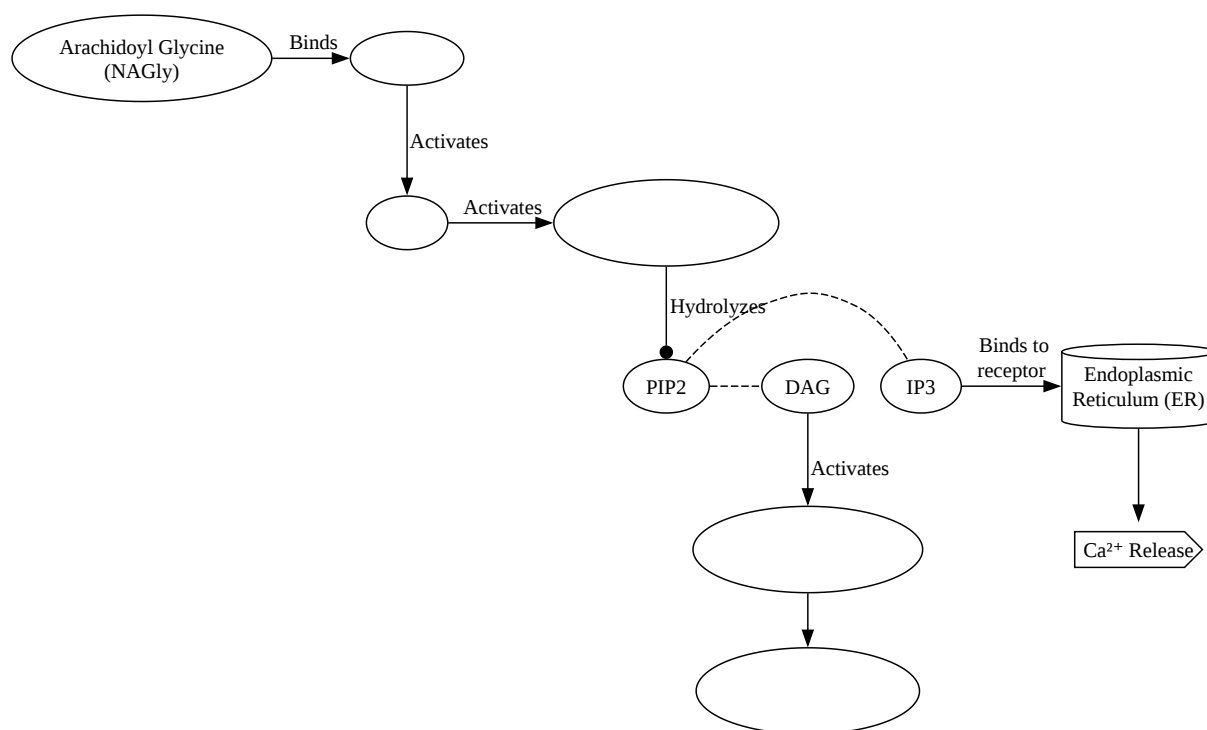 Arachidoyl Glycine
(NAGly)
Binds
Activates
Activates
Hydrolyzes
PIP2
DAG
IP3
Binds to
receptor
Endoplasmic
Reticulum (ER)
Activates
Ca²⁺ Release